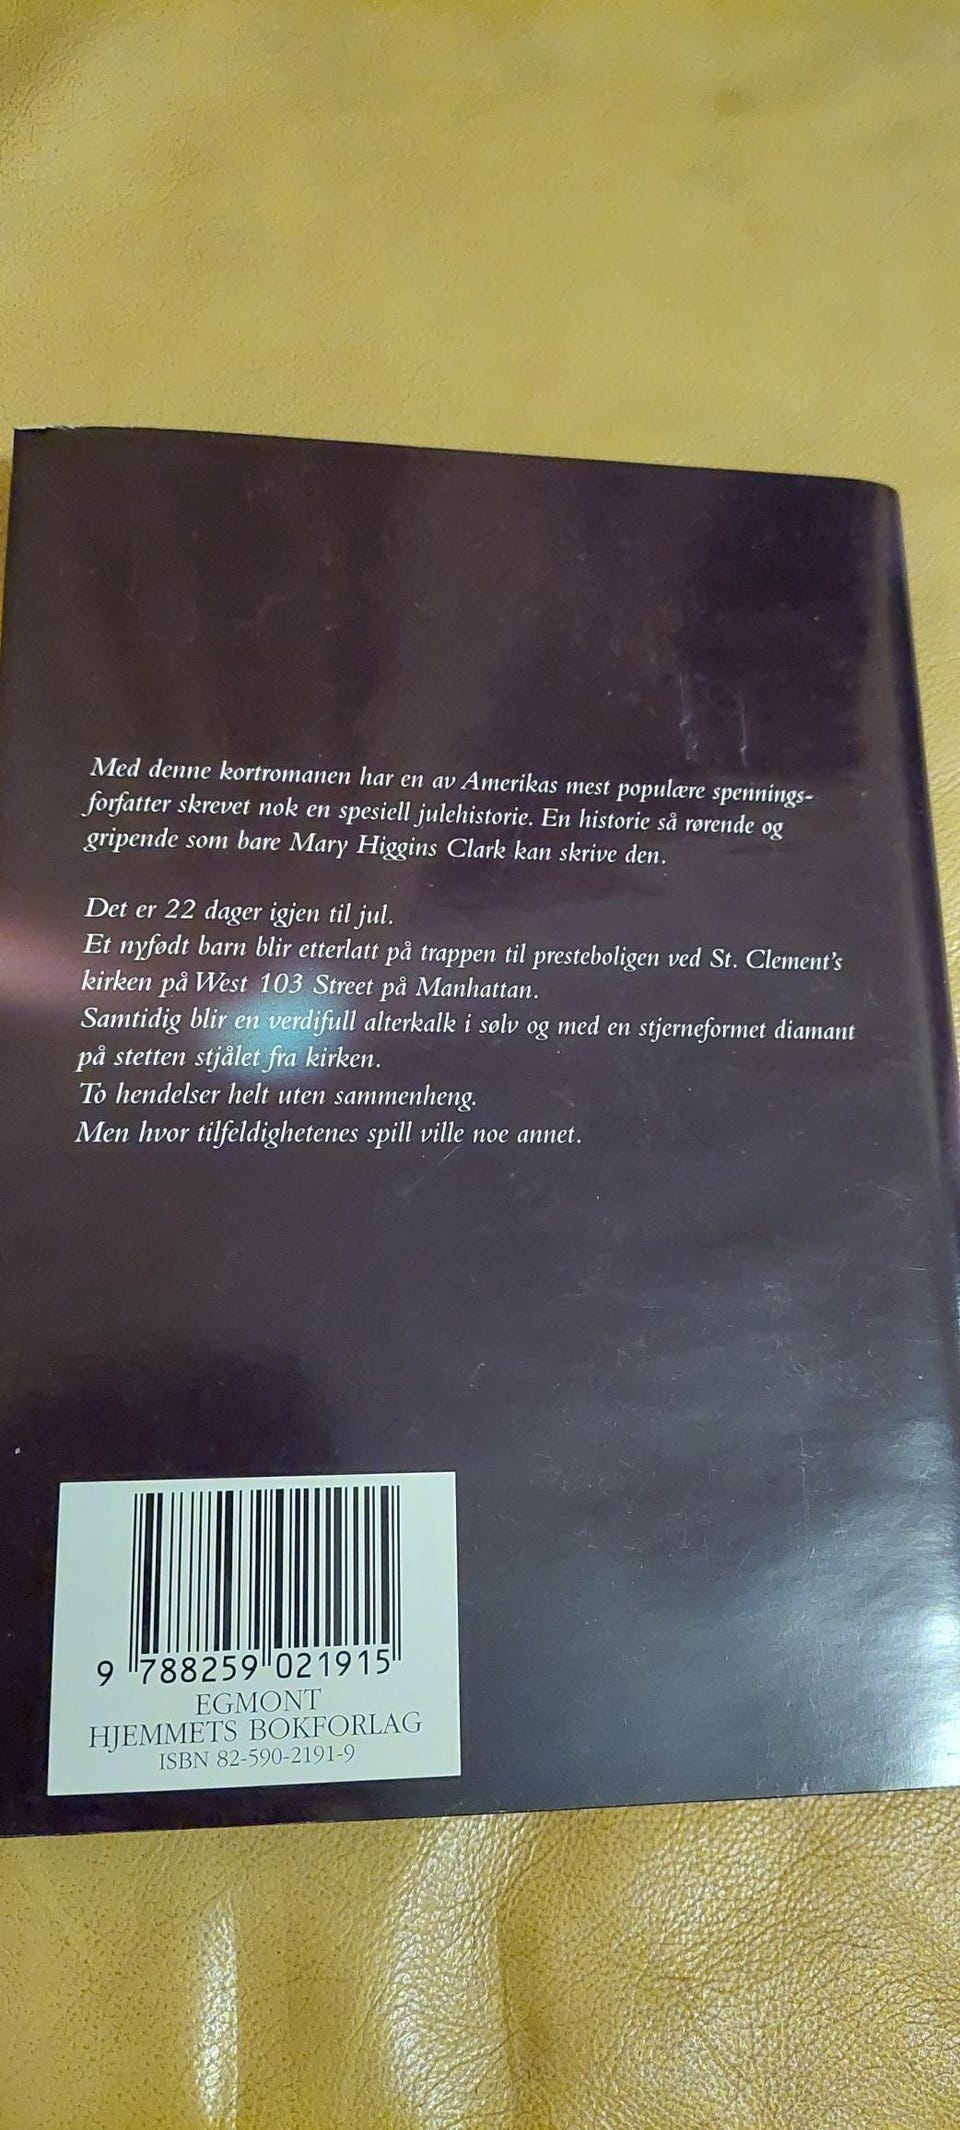 Med denne kortromanen har en av Amerikas mest populære spennings-
forfatter skrevet nok en spesiell julehistorie. En historie så rørende og
gripende som bare Mary Higgins Clark kan skrive den.
Det er 22 dager igjen til jul.
Et nyfødt barn blir etterlatt på trappen til presteboligen ved St. Clement's
kirken på West 103 Street på Manhattan.
Samtidig blir en verdifull alterkalk i sølv og med en stjerneformet diamant
på stetten stjålet fra kirken.
To hendelser helt uten sammenheng.
Men hvor tilfeldighetenes spill ville noe annet.
9 788259 021915
EGMONT
HJEMMETS BOKFORLAG
ISBN 82-590-2191-9